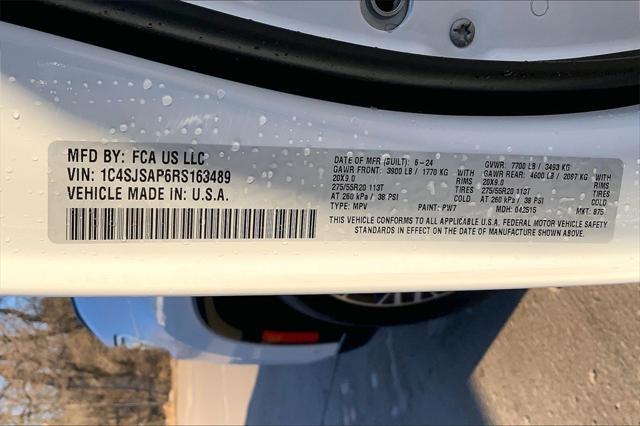 MFD BY: FCA US LLC
VIN: 1C4SJSAP6RS163489
VEHICLE MADE IN U.S.A.
DATE OF MFR (BUILT): 6-24 GVWR: 7700 LB / 3493 KG
GAWR FRONT: 3900 LB / 1770 KG WITH GAWR REAR: 4600 LB / 2087 KG WITH
20X9.0 RIMS 20X9.0 RIMS
275/55R20 113T TIRES 275/55R20 113T TIRES
AT 260 kPa / 38 PSI COLD AT 260 kPa / 38 PSI COLD
TYPE: MPV PAINT: PW7 MDH: 042515 MKT: 875
THIS VEHICLE CONFORMS TO ALL APPLICABLE U.S.A. FEDERAL MOTOR VEHICLE SAFETY
STANDARDS IN EFFECT ON THE DATE OF MANUFACTURE SHOWN ABOVE.